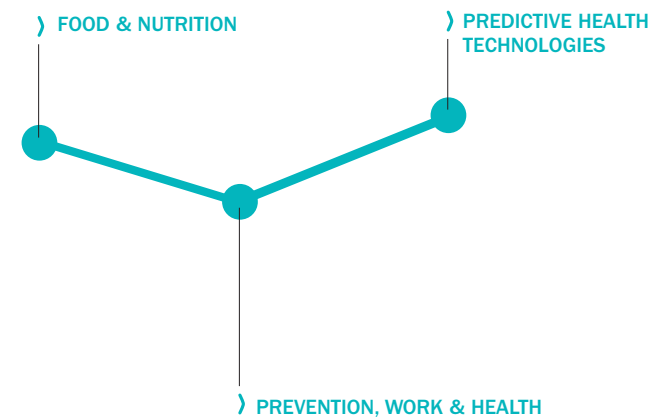 FOOD & NUTRITION
PREDICTIVE HEALTH
TECHNOLOGIES
PREVENTION, WORK & HEALTH